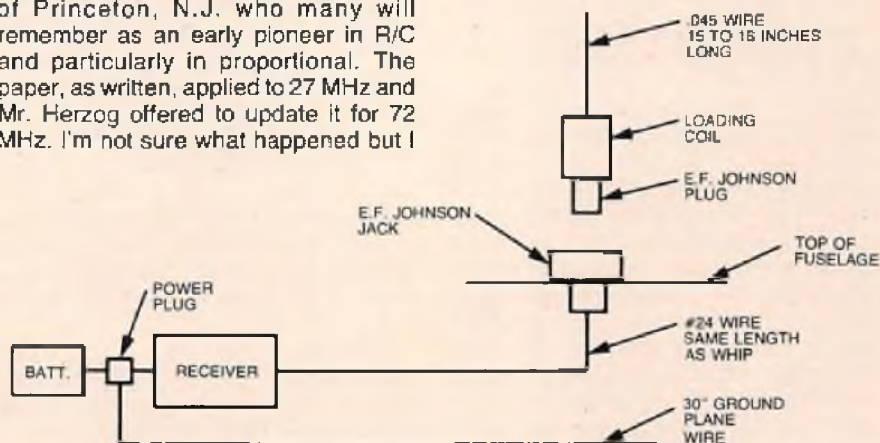 of Princeton, N.J. who many will
remember as an early pioneer in R/C
and particularly in proportional. The
paper, as written, applied to 27 MHz and
Mr. Herzog offered to update it for 72
MHz. I'm not sure what happened but I
.045 WIRE
15 TO 16 INCHES
LONG
LOADING
COIL
E.F. JOHNSON
PLUG
E.F. JOHNSON
JACK
TOP OF
FUSELAGE
POWER
PLUG
#24 WIRE
SAME LENGTH
AS WHIP
BATT.
RECEIVER
30" GROUND
PLANE
WIRE